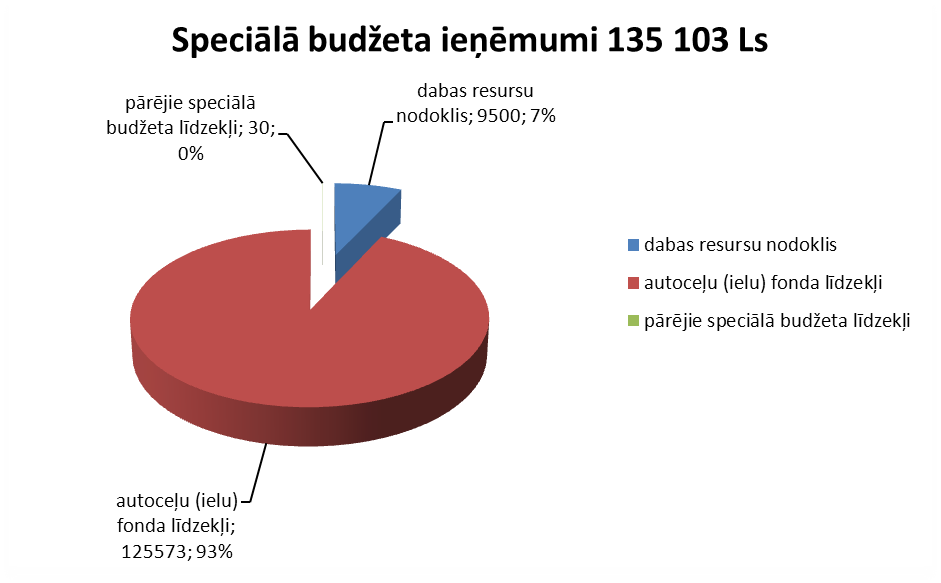 Speciālā budžeta ieņēmumi 135 103 Ls
pārējie speciālā
budžeta līdzekļi; 30;
0%
dabas resursu
nodoklis; 9500; 7%
dabas resursu nodoklis
autoceļu (ielu) fonda līdzekļi
pārējie speciālā budžeta līdzekļi
autoceļu (ielu)
fonda līdzekļi;
125573; 93%